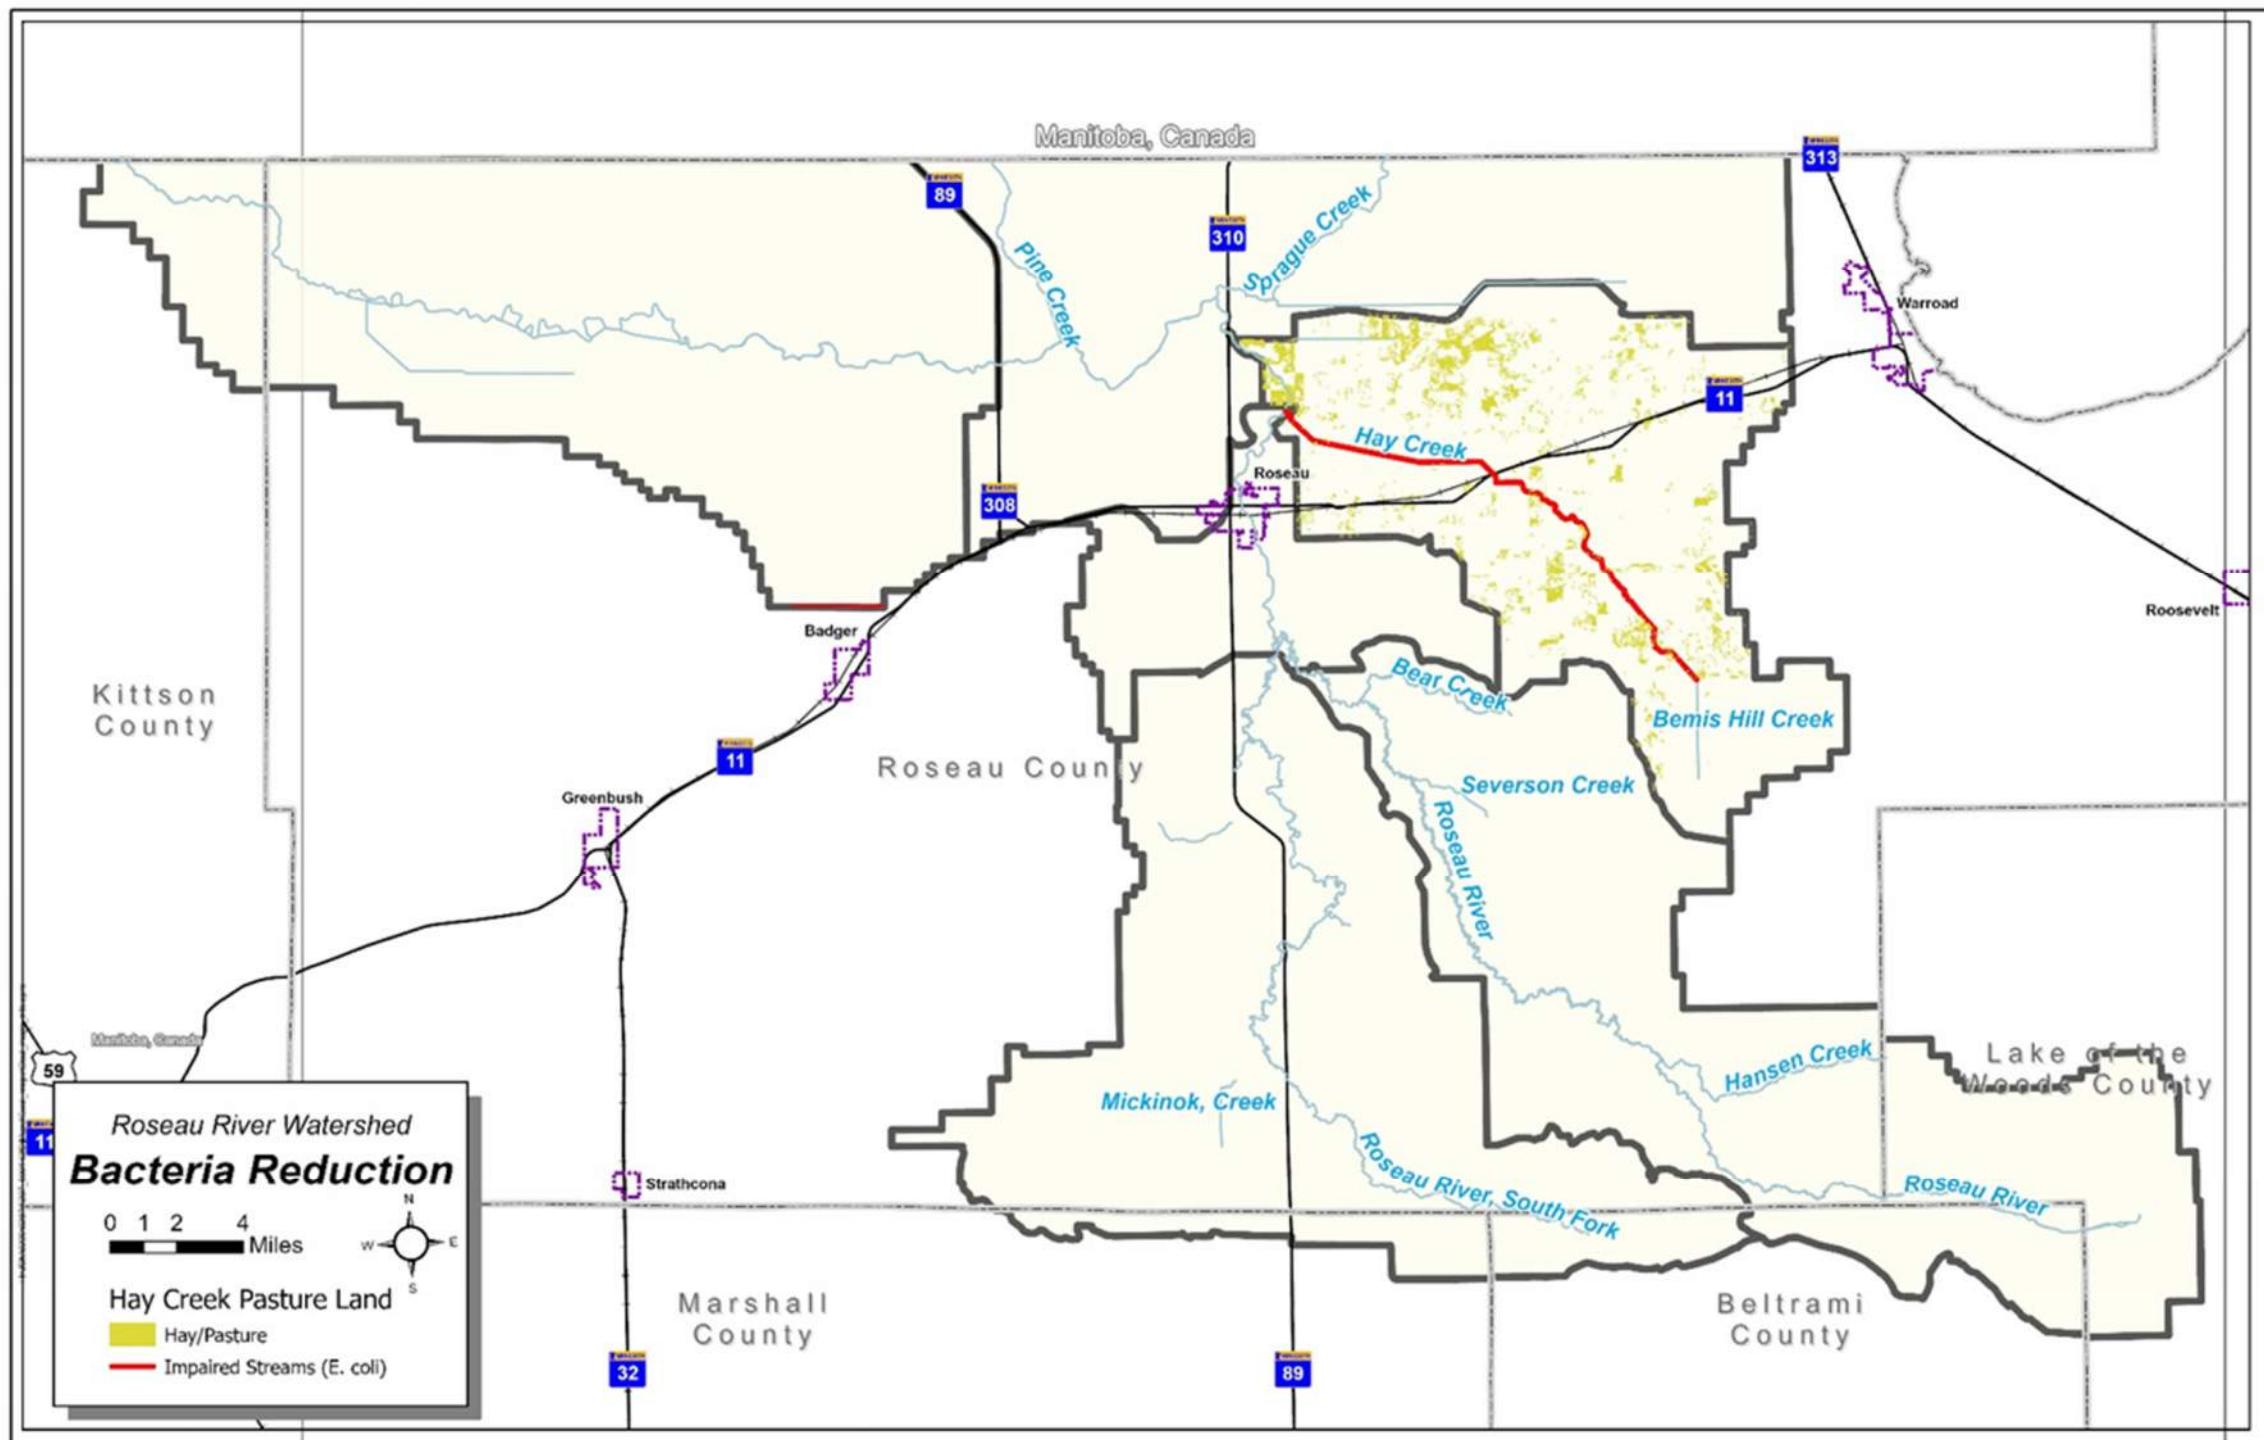 Manitoba, Canada
313
89
310
Sprague Creek
Pine Creek
Warroad
11
Hay Creek
Roseau
308
Roosevelt
Badger
Bear Creek
Kittson
County
Bemis Hill Creek
11
Roseau County
Severson Creek
Greenbush
Roseau River
Manitoba, Canada
59
Hansen Creek
Lake of the
Woods County
Mickinok, Creek
11
Roseau River, South Fork
Strathcona
Roseau River
Roseau River Watershed
Bacteria Reduction
0 1 2 4
Miles
N
W E
S
Hay Creek Pasture Land
Hay/Pasture
Impaired Streams (E. coli)
Marshall
County
Beltrami
County
32
89